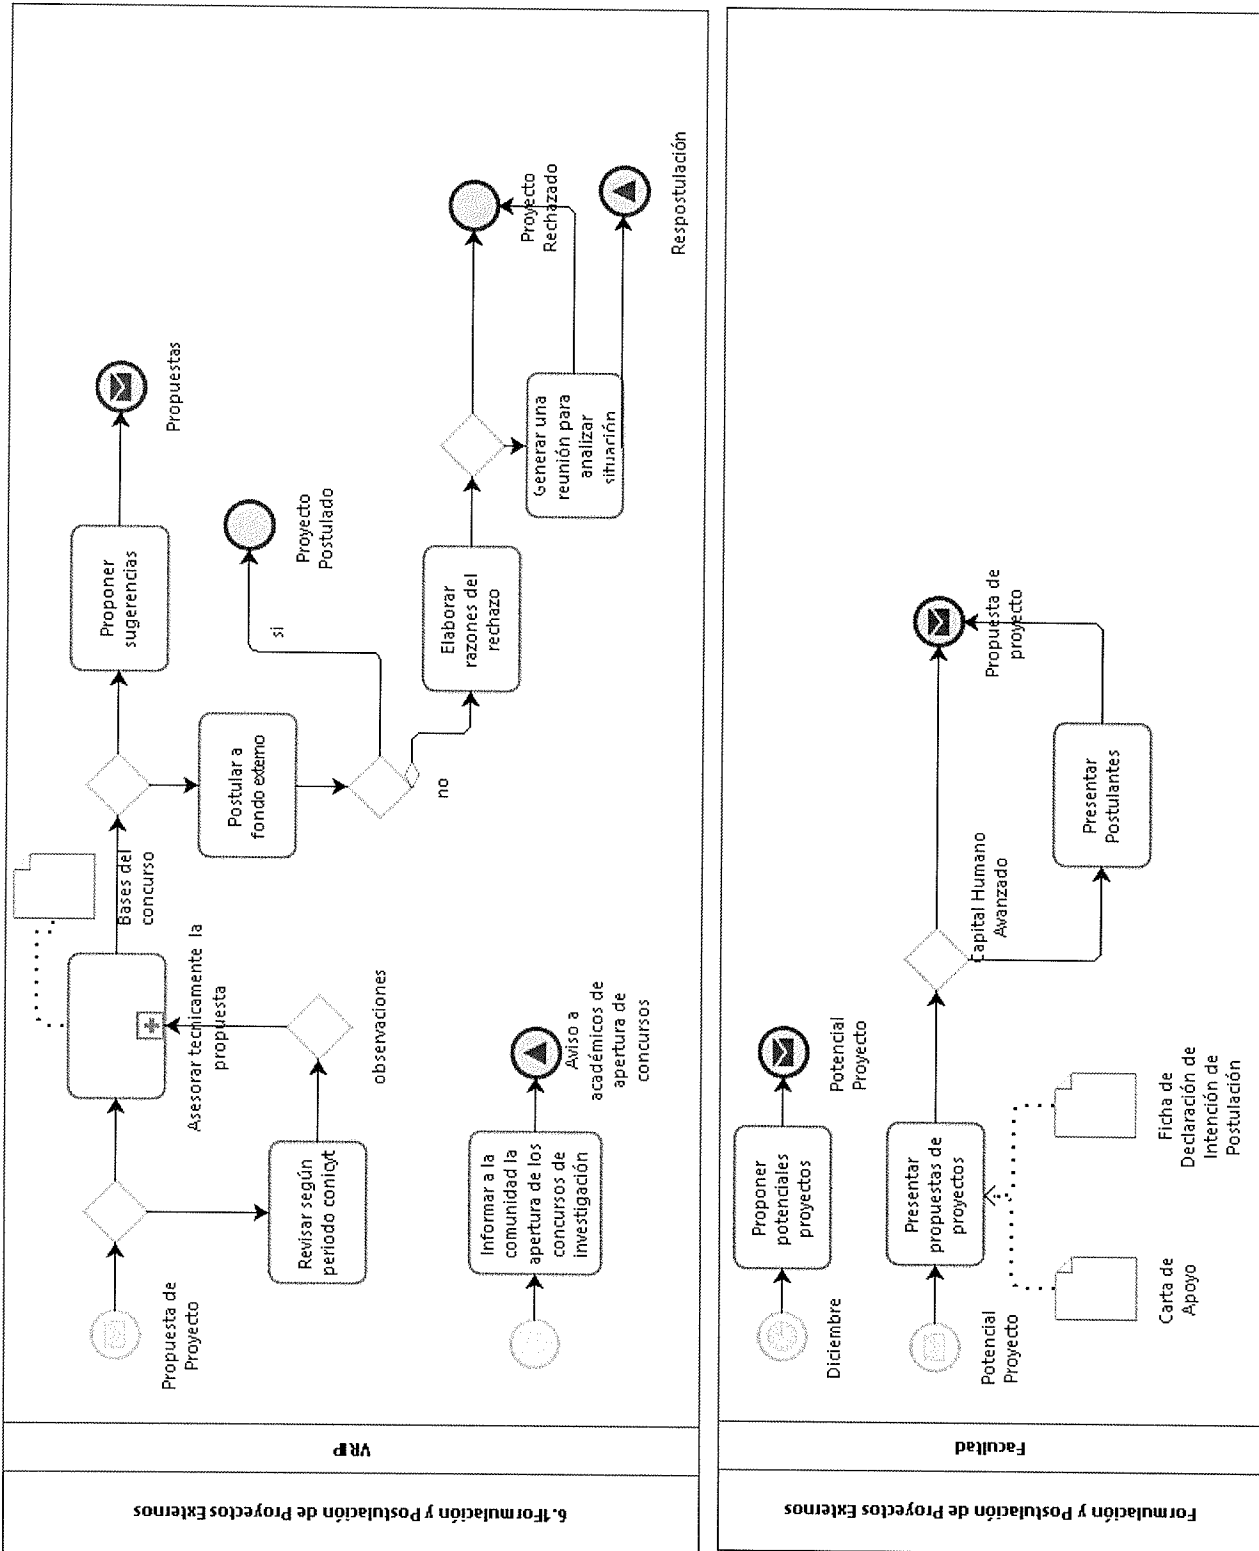 6.1Formulación y Postulación de Proyectos Externos
VRIP
Propuesta de
Proyecto
Revisar según
periodo conicyt
observaciones
Asesorar tecnicamente la
propuesta
Bases del
concurso
Proponer
sugerencias
Propuestas
Postular a
fondo externo
si
Proyecto
Postulado
no
Elaborar
razones del
rechazo
Generar una
reunión para
analizar
situación
Proyecto
Rechazado
Respostulación
Informar a la
comunidad la
apertura de los
concursos de
investigación
Aviso a
académicos de
apertura de
concursos
Formulación y Postulación de Proyectos Externos
Facultad
Diciembre
Proponer
potenciales
proyectos
Potencial
Proyecto
Potencial
Proyecto
Presentar
propuestas de
proyectos
Carta de
Apoyo
Ficha de
Declaración de
Intención de
Postulación
Capital Humano
Avanzado
Presentar
Postulantes
Propuesta de
proyecto